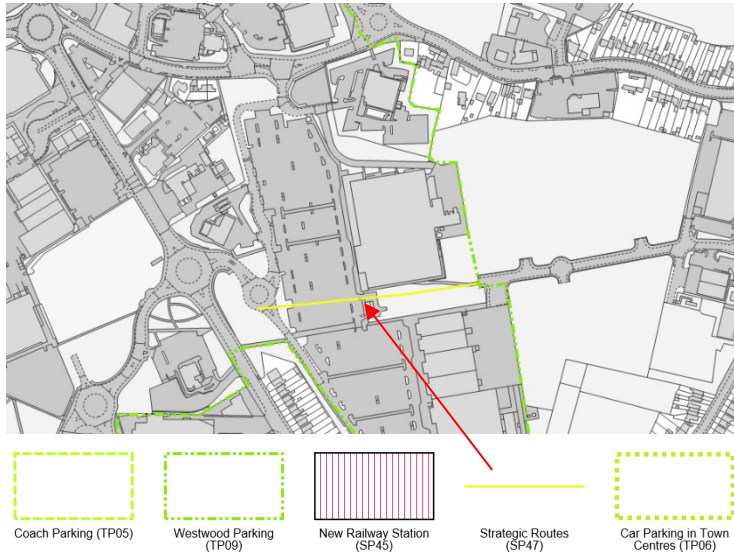 Coach Parking (TP05)
Westwood Parking
(TP09)
New Railway Station
(SP45)
Strategic Routes
(SP47)
Car Parking in Town
Centres (TP06)